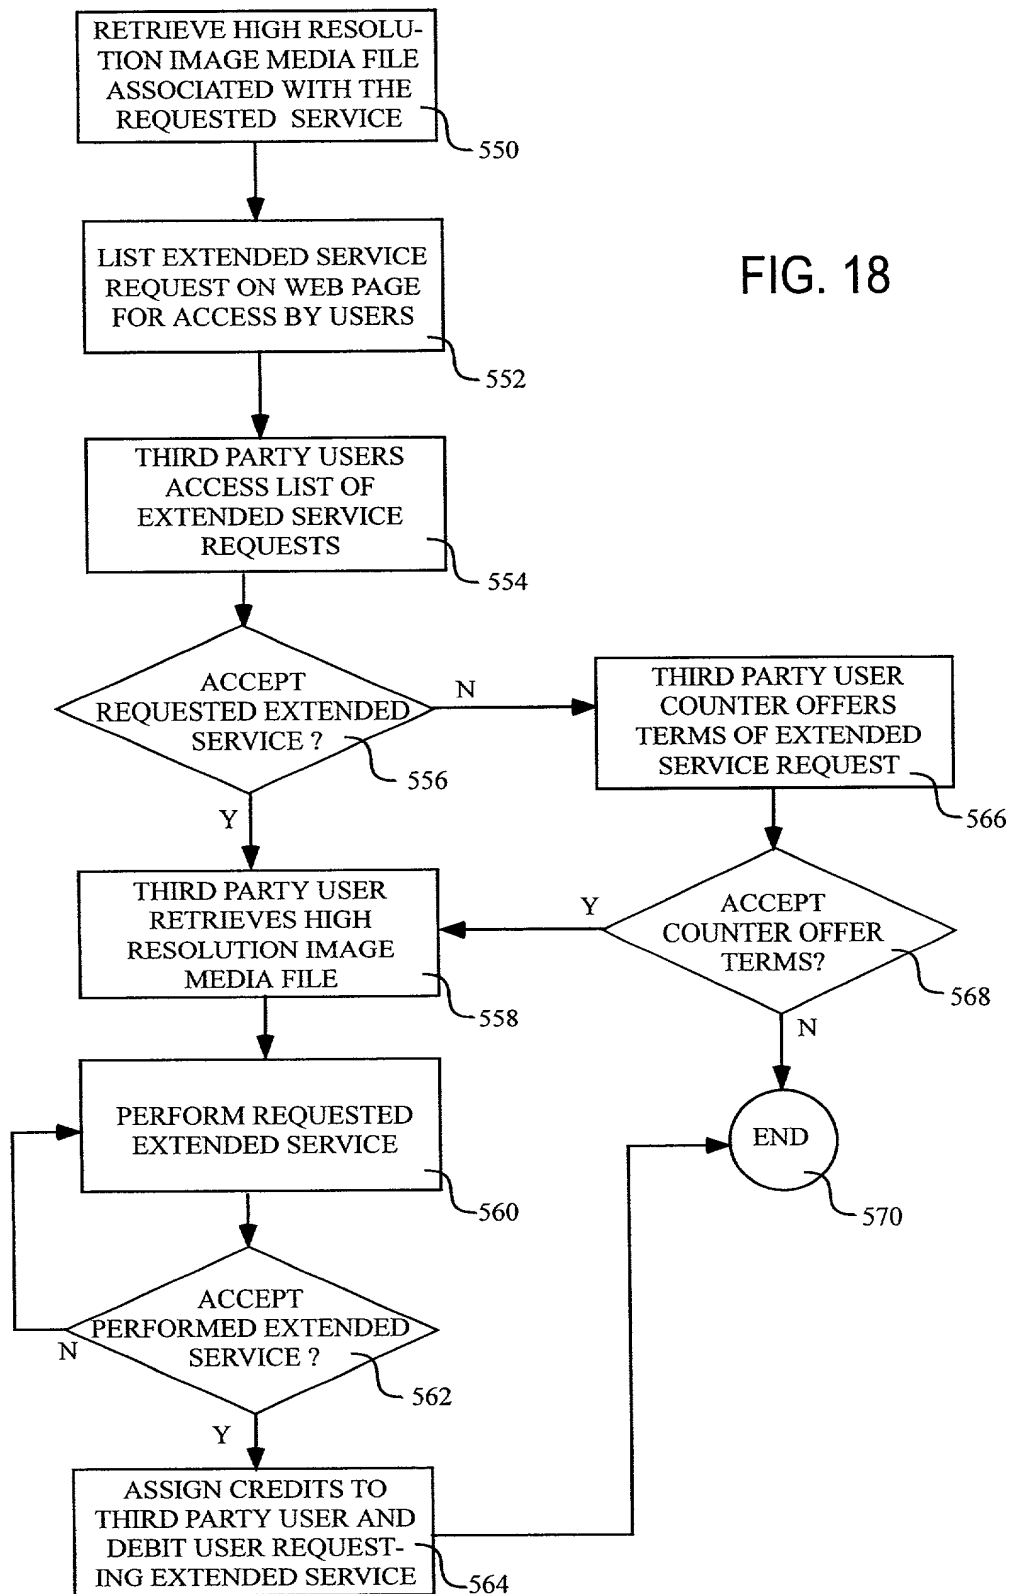 RETRIEVE HIGH RESOLU-
TION IMAGE MEDIA FILE
ASSOCIATED WITH THE
REQUESTED SERVICE
550
LIST EXTENDED SERVICE
REQUEST ON WEB PAGE
FOR ACCESS BY USERS
552
FIG. 18
THIRD PARTY USERS
ACCESS LIST OF
EXTENDED SERVICE
REQUESTS
554
ACCEPT
REQUESTED EXTENDED
SERVICE ?
556
N
Y
THIRD PARTY USER
COUNTER OFFERS
TERMS OF EXTENDED
SERVICE REQUEST
566
THIRD PARTY USER
RETRIEVES HIGH
RESOLUTION IMAGE
MEDIA FILE
558
Y
ACCEPT
COUNTER OFFER
TERMS?
568
N
PERFORM REQUESTED
EXTENDED SERVICE
560
END
570
ACCEPT
PERFORMED EXTENDED
SERVICE ?
562
N
Y
ASSIGN CREDITS TO
THIRD PARTY USER AND
DEBIT USER REQUEST-
ING EXTENDED SERVICE
564